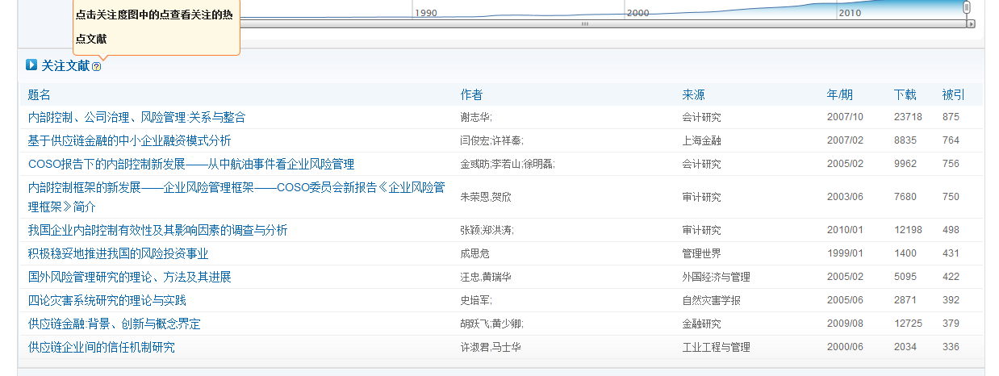 点击关注度图中的点查看关注的热
点文献
1990 2000 2010
关注文献
题名 作者 来源 年/期 下载 被引
内部控制、公司治理、风险管理:关系与整合 谢志华; 会计研究 2007/10 23718 875
基于供应链金融的中小企业融资模式分析 闫俊宏;许祥秦; 上海金融 2007/02 8835 764
COSO报告下的内部控制新发展——从中航油事件看企业风险管理 金彧昉;李若山;徐明磊; 会计研究 2005/02 9962 756
内部控制框架的新发展——企业风险管理框架——COSO委员会新报告《企业风险管
理框架》简介 朱荣恩,贺欣 审计研究 2003/06 7680 750
我国企业内部控制有效性及其影响因素的调查与分析 张颖;郑洪涛; 审计研究 2010/01 12198 498
积极稳妥地推进我国的风险投资事业 成思危 管理世界 1999/01 1400 431
国外风险管理研究的理论、方法及其进展 汪忠,黄瑞华 外国经济与管理 2005/02 5095 422
四论灾害系统研究的理论与实践 史培军; 自然灾害学报 2005/06 2871 392
供应链金融:背景、创新与概念界定 胡跃飞;黄少卿; 金融研究 2009/08 12725 379
供应链企业间的信任机制研究 许淑君,马士华 工业工程与管理 2000/06 2034 336